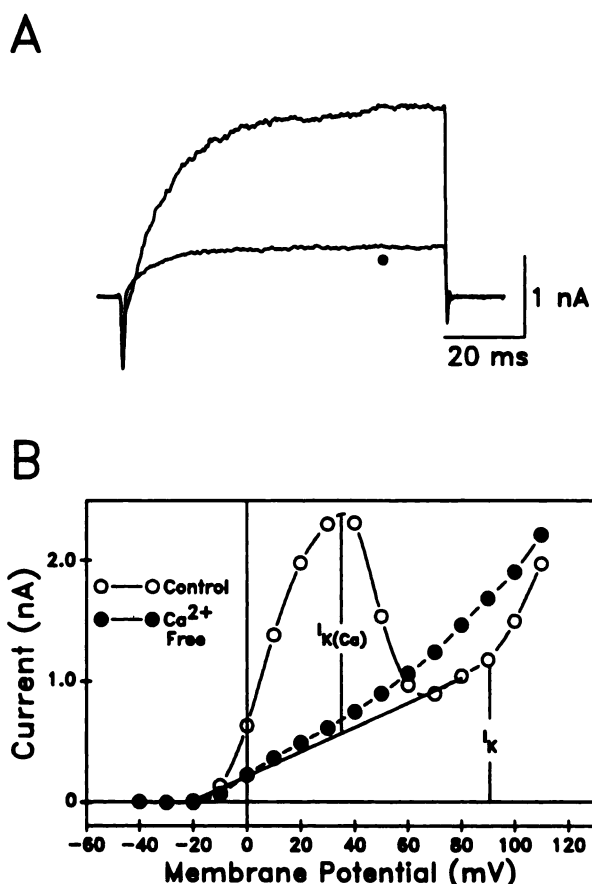 A
1 nA
20 ms
B
Current (nA)
2.0
1.0
0
Control
Ca2+
Free
IK(Ca)
IK
-60 -40 -20 0 20 40 60 80 100 120
Membrane Potential (mV)